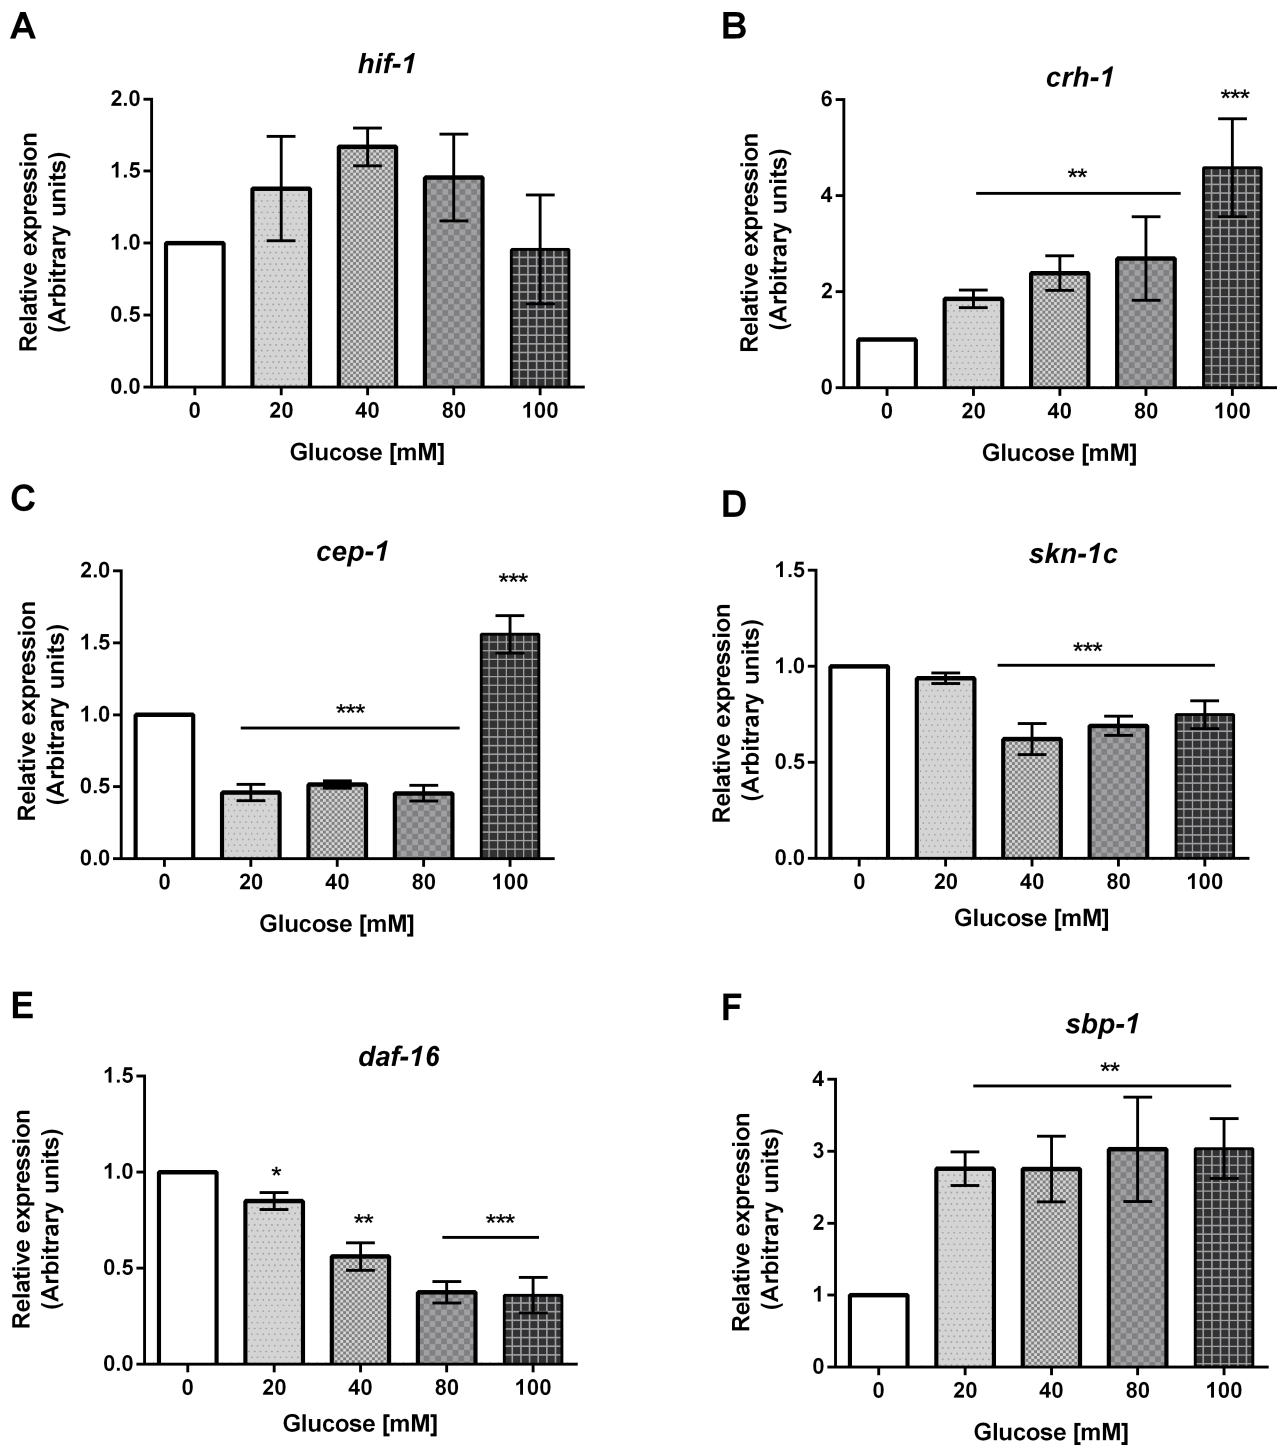 A
hif-1
Relative expression
(Arbitrary units)
2.0
1.5
1.0
0.5
0.0
0 20 40 80 100
Glucose [mM]
B
crh-1
Relative expression
(Arbitrary units)
6
4
2
0
**
***
0 20 40 80 100
Glucose [mM]
C
cep-1
Relative expression
(Arbitrary units)
2.0
1.5
1.0
0.5
0.0
***
***
0 20 40 80 100
Glucose [mM]
D
skn-1c
Relative expression
(Arbitrary units)
1.5
1.0
0.5
0.0
***
0 20 40 80 100
Glucose [mM]
E
daf-16
Relative expression
(Arbitrary units)
1.5
1.0
0.5
0.0
*
**
***
0 20 40 80 100
Glucose [mM]
F
sbp-1
Relative expression
(Arbitrary units)
4
3
2
1
0
**
0 20 40 80 100
Glucose [mM]